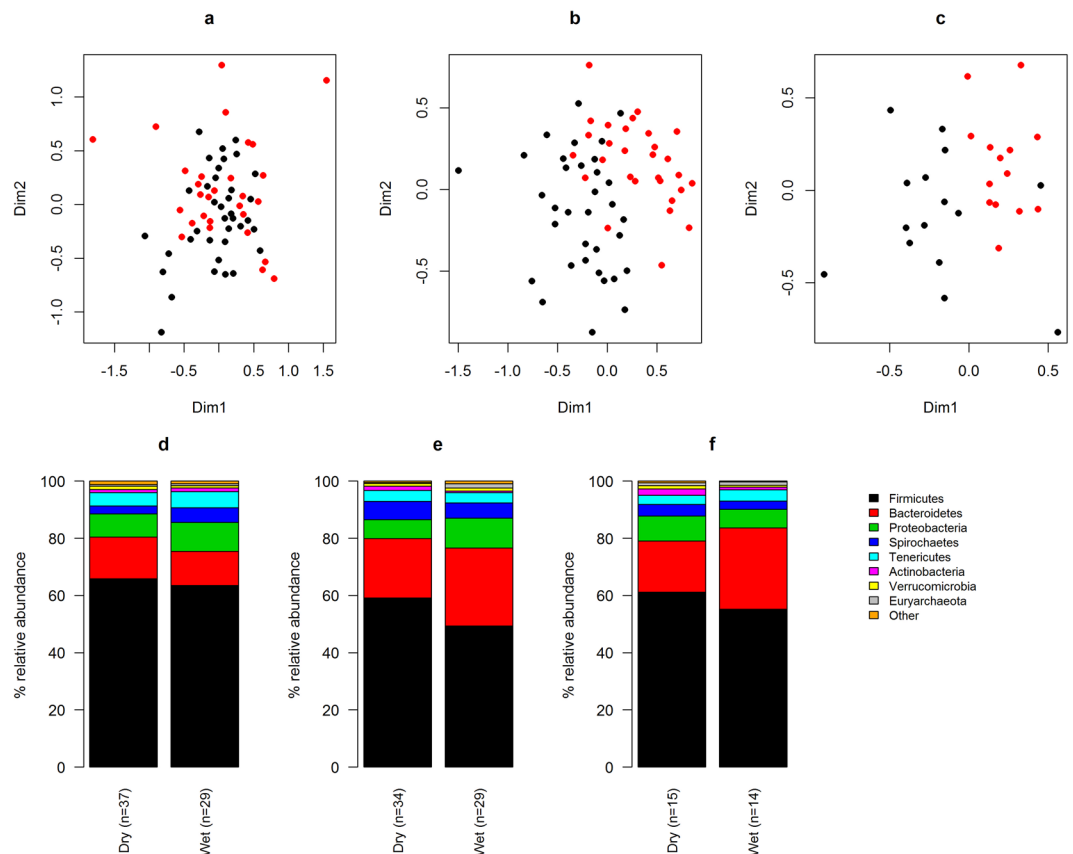 a
b
c
Dim2
1.0
0.5
0.0
-0.5
-1.0
-1.5
-0.5
0.5
1.0
1.5
Dim1
Dim2
0.5
0.0
-0.5
-1.5
-1.0
-0.5
0.0
0.5
Dim1
Dim2
0.5
0.0
-0.5
-0.5
0.0
0.5
Dim1
d
e
f
% relative abundance
100
80
60
40
20
0
Dry (n=37)
Wet (n=29)
% relative abundance
100
80
60
40
20
0
Dry (n=34)
Wet (n=29)
% relative abundance
100
80
60
40
20
0
Dry (n=15)
Wet (n=14)
Firmicutes
Bacteroidetes
Proteobacteria
Spirochaetes
Tenericutes
Actinobacteria
Verrucomicrobia
Euryarchaeota
Other